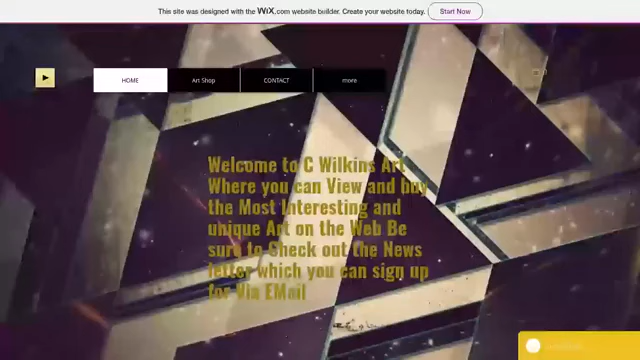 This site was designed with the WiX.com website builder. Create your website today. Start Now
HOME Art Shop CONTACT more
Welcome to C Wilkins Art
Where you can View and buy
the Most Interesting and
unique Art on the Web Be
sure to Check out the News
letter which you can sign up
for Via EMail